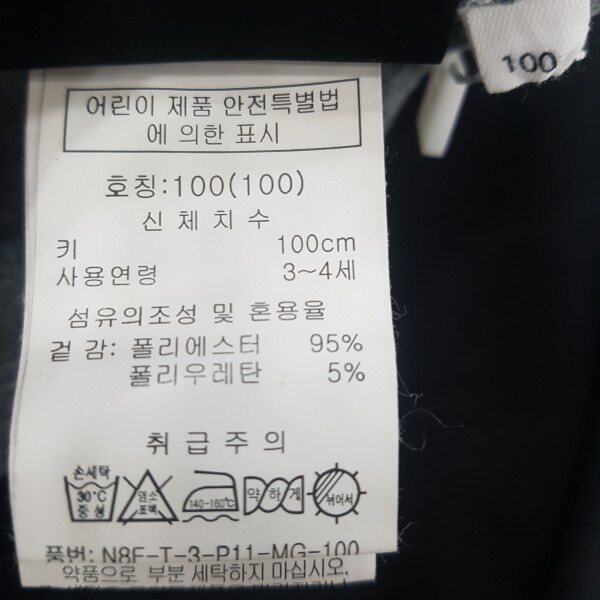 100
어린이 제품 안전특별법
에 의한 표시
호칭:100(100)
신체치수
키 100cm
사용연령 3~4세
섬유의조성 및 혼용율
겉 감: 폴리에스터 95%
폴리우레탄 5%
취급주의
손세탁
30℃
중성
염소
표백
140-160℃
약하게
뉘어서
품번: N8F-T-3-P11-MG-100
약품으로 부분 세탁하지 마십시오.